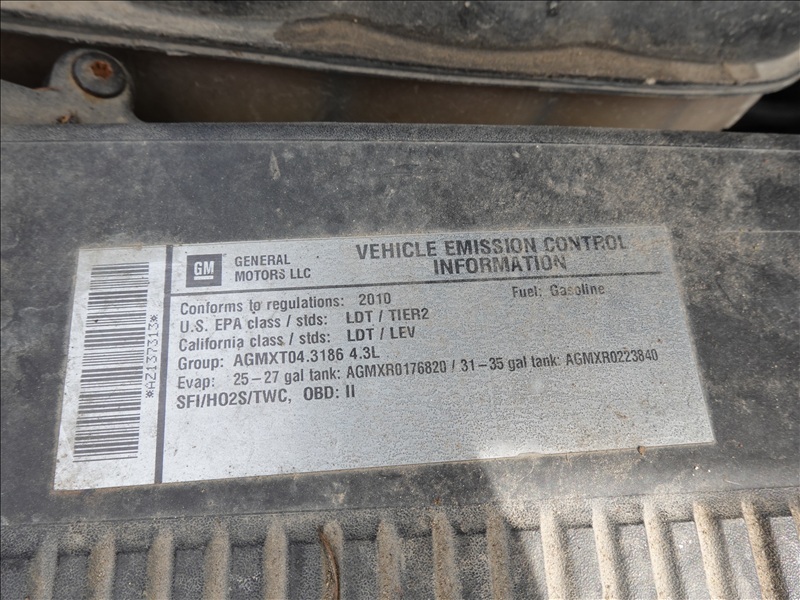 GM
GENERAL
MOTORS LLC
VEHICLE EMISSION CONTROL
INFORMATION
Conforms to regulations: 2010
Fuel: Gasoline
U.S. EPA class / stds: LDT / TIER2
California class / stds: LDT / LEV
Group: AGMXT04.3186 4.3L
Evap: 25-27 gal tank: AGMXR0176820 / 31-35 gal tank: AGMXR0223840
SFI/HO2S/TWC, OBD: II
*AZ137313*